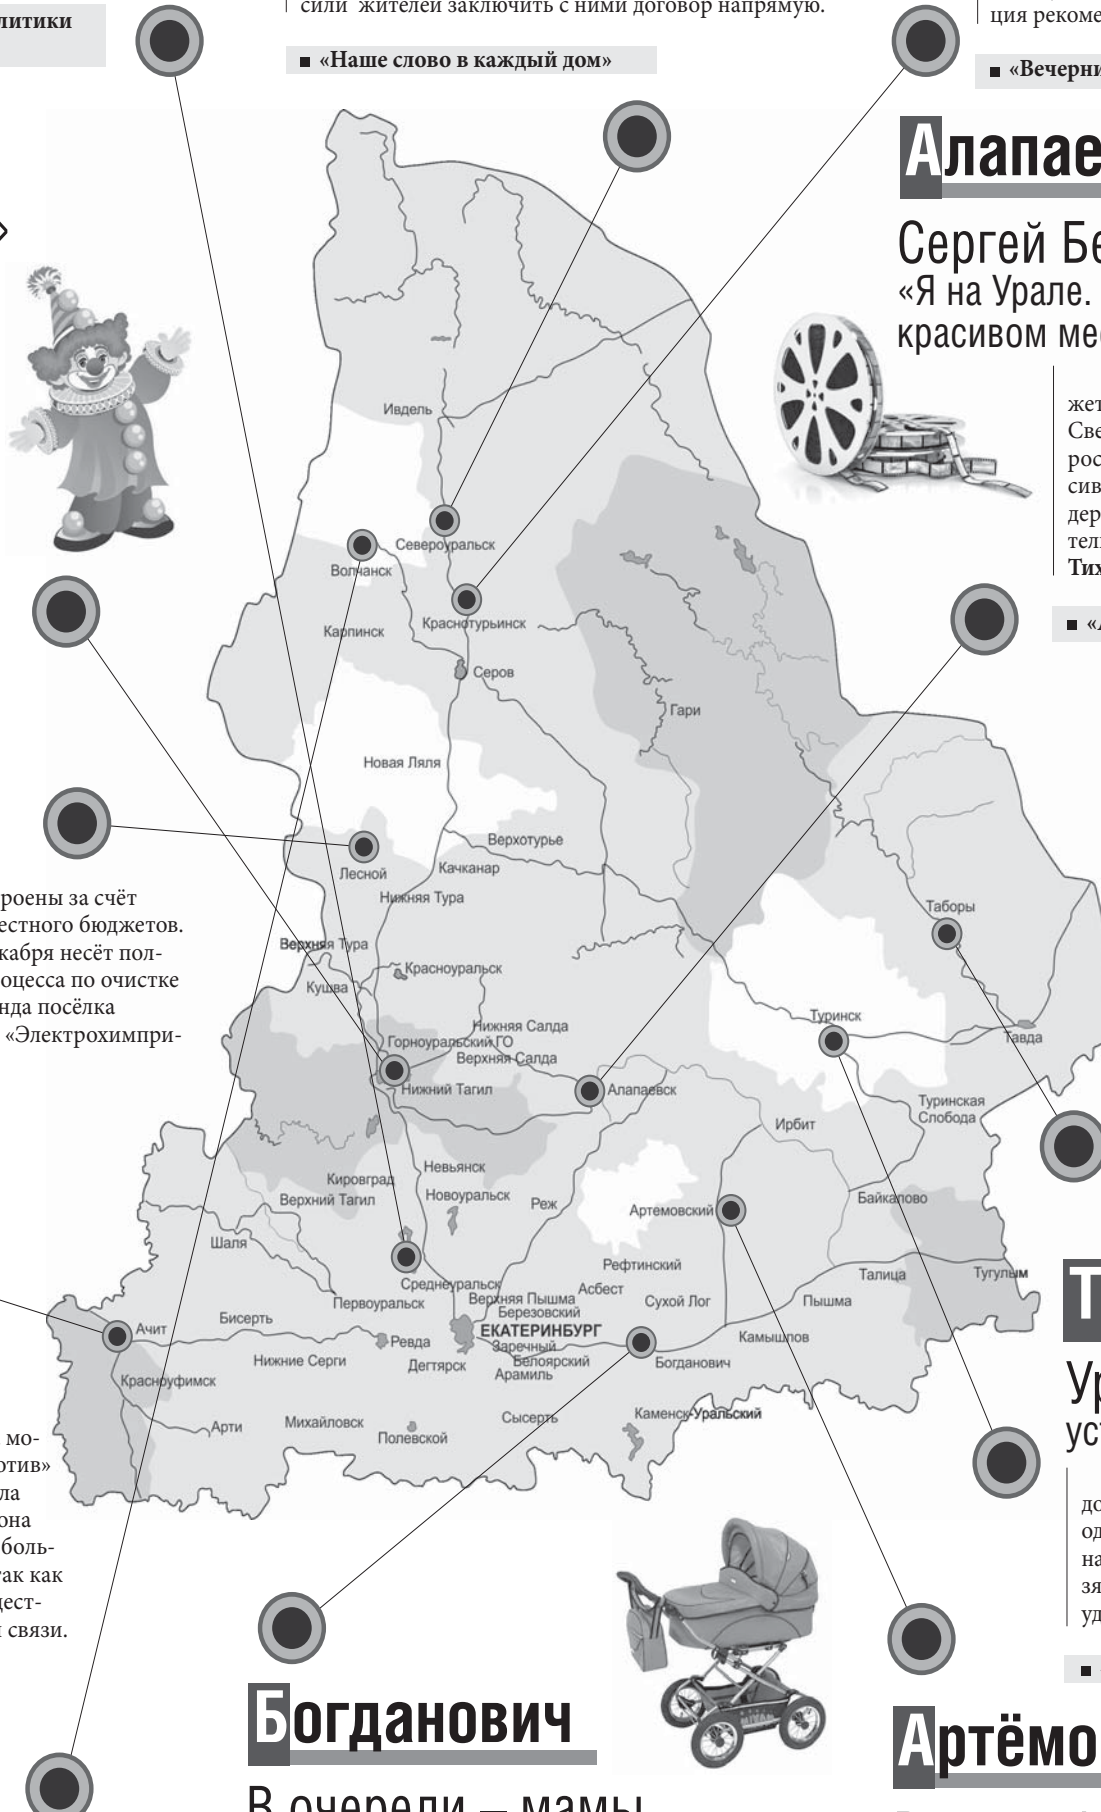 литики
сили жителей заключить с ними договор напрямую.
■ «Наше слово в каждый дом»
ция рекоме
■ «Вечерни
Алапае
»
Сергей Бе
«Я на Урале.
красивом мес
жет
Све
рос
сив
дер
тел
Тих
■ «А
Ивдель
Североуральск
Волчанск
Краснотурьинск
Карпинск
Серов
Гари
Новая Ляля
Верхотурье
Качканар
Лесной
Нижняя Тура
Таборы
Верхняя Тура
Красноуральск
Кушва
Туринск
Нижняя Салда
Тавда
Горноуральский ГО
Верхняя Салда
Нижний Тагил
Алапаевск
Туринская
Слобода
Ирбит
Невьянск
Кировград
Новоуральск
Верхний Тагил
Реж
Байкалово
Артемовский
Шаля
Рефтинский
Талица
Тугулым
Среднеуральск
Асбест
Верхняя Пышма
Первоуральск
Сухой Лог
Пышма
Березовский
Бисерть
Ачит
ЕКАТЕРИНБУРГ
Камышлов
Ревда
Заречный
Нижние Серги
Дегтярск
Белоярский
Богданович
Арамиль
Красноуфимск
Сысерть
Каменск-Уральский
Михайловск
Арти
Полевской
роены за счёт
естного бюджетов.
кабря несёт пол-
оцесса по очистке
нда посёлка
«Электрохимпри-
мо-
отив»
ла
она
боль-
так как
цест-
и связи.
Т
Ур
уст
до
од
на
зя
уд
■
Богданович
В очереди – мамы
Артёмо